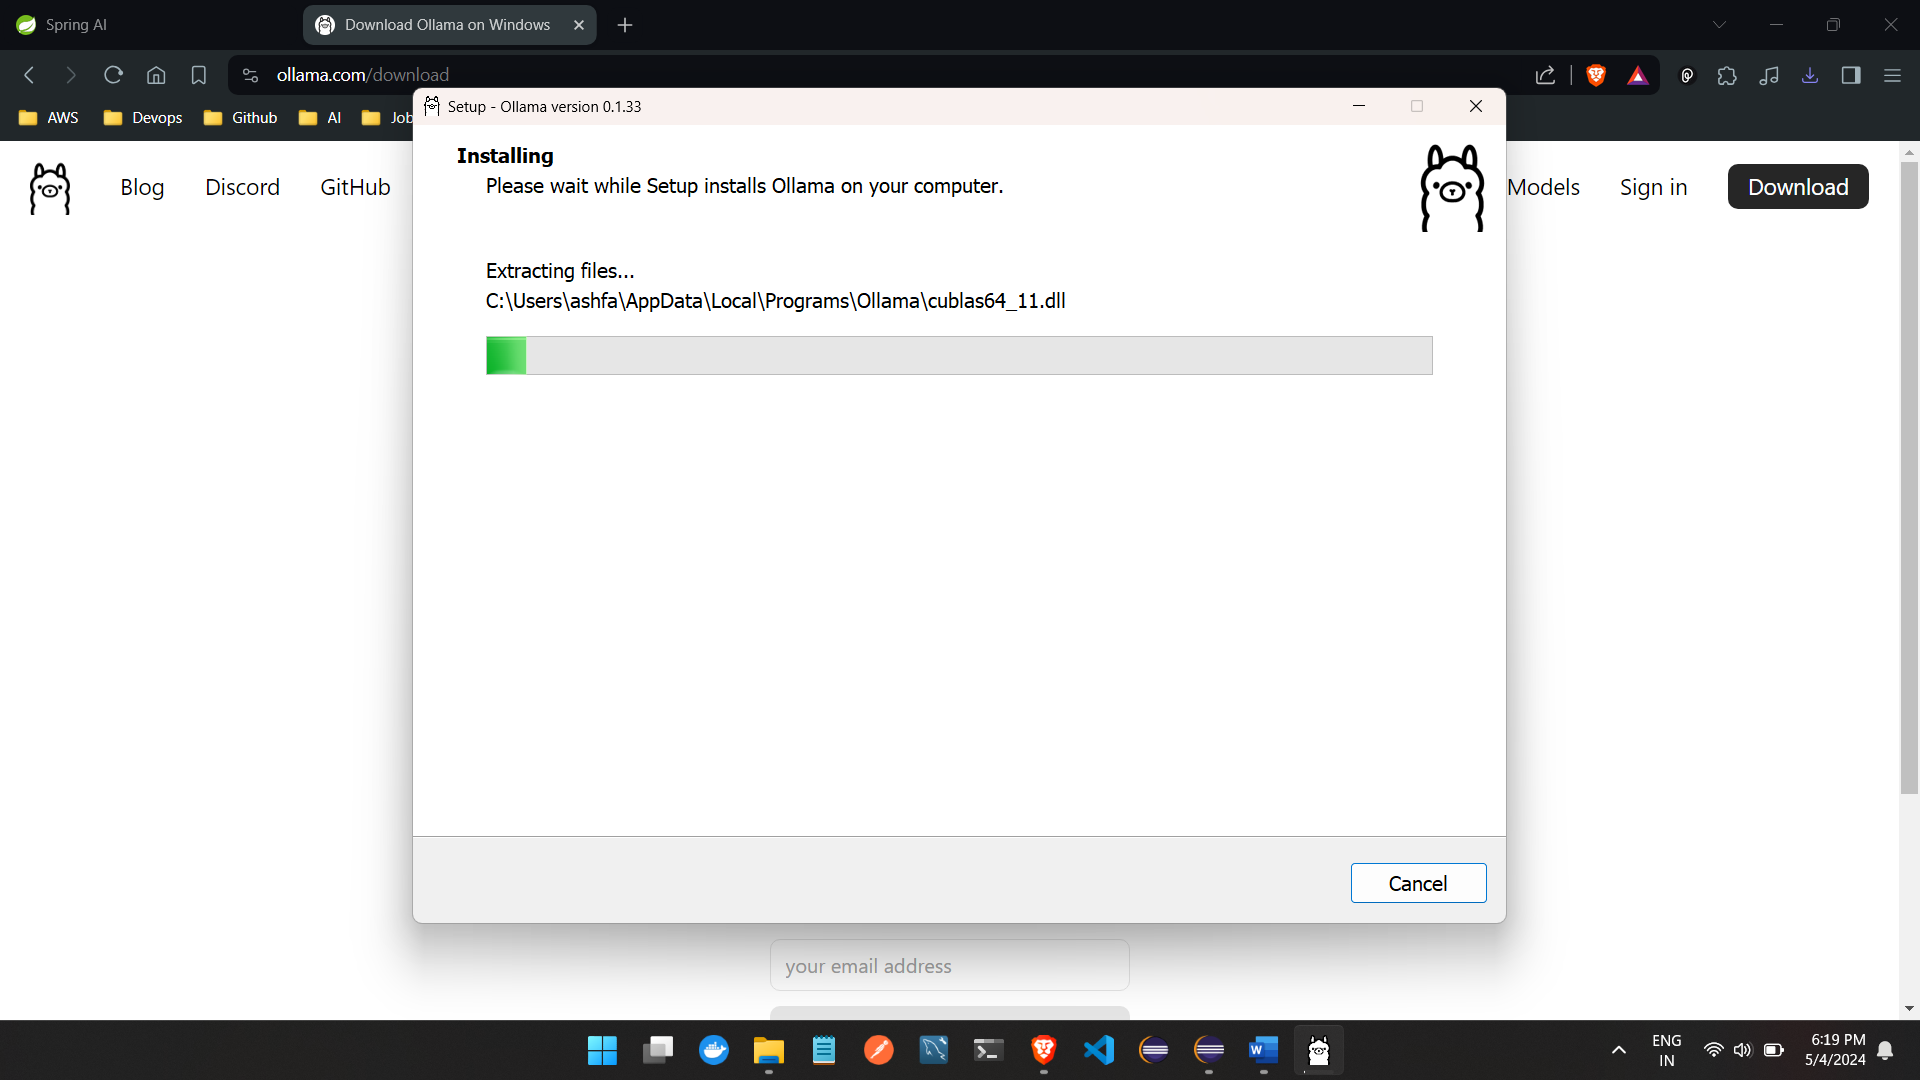 Spring AI
Download Ollama on Windows
ollama.com/download
AWS
Devops
Github
AI
Job
Setup - Ollama version 0.1.33
Blog
Discord
GitHub
Models
Sign in
Download
Installing
Please wait while Setup installs Ollama on your computer.
Extracting files...
C:\Users\ashfa\AppData\Local\Programs\Ollama\cublas64_11.dll
Cancel
your email address
ENG
IN
6:19 PM
5/4/2024